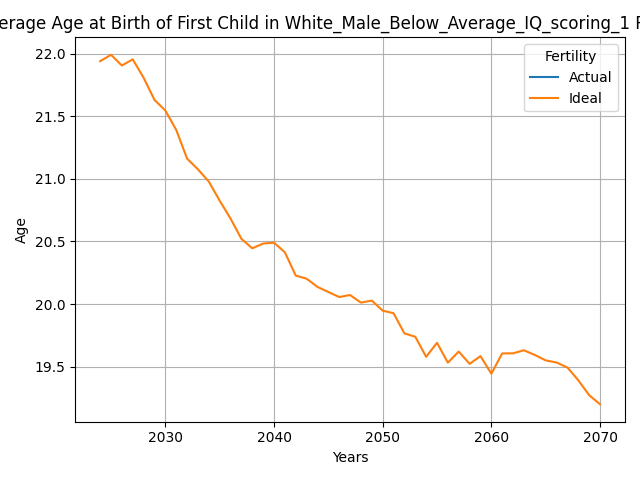 erage Age at Birth of First Child in White_Male_Below_Average_IQ_scoring_1
Fertility
Actual
Ideal
22.0
21.5
21.0
20.5
20.0
19.5
Age
2030
2040
2050
2060
2070
Years